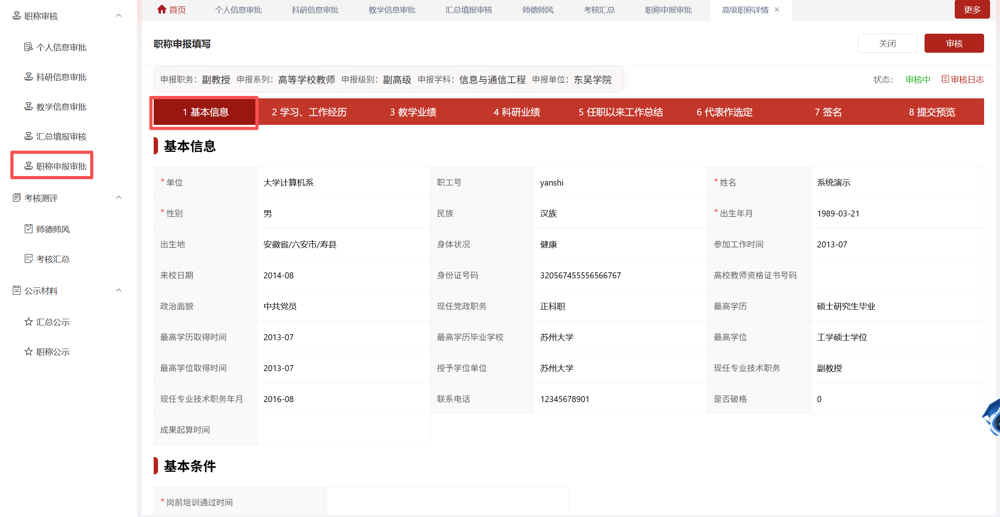 职称审核
个人信息审批
科研信息审批
教学信息审批
汇总填报审核
职称申报审批
考核测评
师德师风
考核汇总
公示材料
汇总公示
职称公示
首页 个人信息审批 科研信息审批 教学信息审批 汇总填报审核 师德师风 考核汇总 职称申报审批 高级职称详情 × 更多
职称申报填写 关闭 审核
申报职务： 副教授 申报系列： 高等学校教师 申报级别： 副高级 申报学科： 信息与通信工程 申报单位： 东吴学院 状态： 审核中 审核日志
1 基本信息 2 学习、工作经历 3 教学业绩 4 科研业绩 5 任职以来工作总结 6 代表作选定 7 签名 8 提交预览
基本信息
* 单位 大学计算机系 职工号 yanshi * 姓名 系统演示
* 性别 男 民族 汉族 * 出生年月 1989-03-21
出生地 安徽省/六安市/寿县 身体状况 健康 参加工作时间 2013-07
来校日期 2014-08 身份证号码 320567455556566767 高校教师资格证书号码
政治面貌 中共党员 现任党政职务 正科职 最高学历 硕士研究生毕业
最高学历取得时间 2013-07 最高学历毕业学校 苏州大学 最高学位 工学硕士学位
最高学位取得时间 2013-07 授予学位单位 苏州大学 现任专业技术职务 副教授
现任专业技术职务年月 2016-08 联系电话 12345678901 是否破格 0
成果起算时间
基本条件
* 岗前培训通过时间